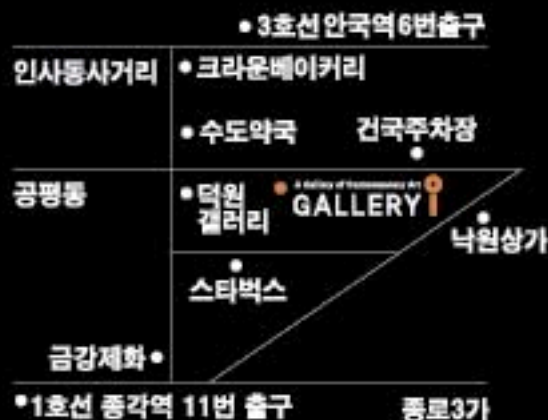 3호선안국역6번출구
인사동사거리
크라운베이커리
수도약국
건국주차장
공평동
덕원
갤러리
A Gallery of Contemporary Art
GALLERY i
낙원상가
스타벅스
금강제화
1호선 종각역 11번 출구
종로3가